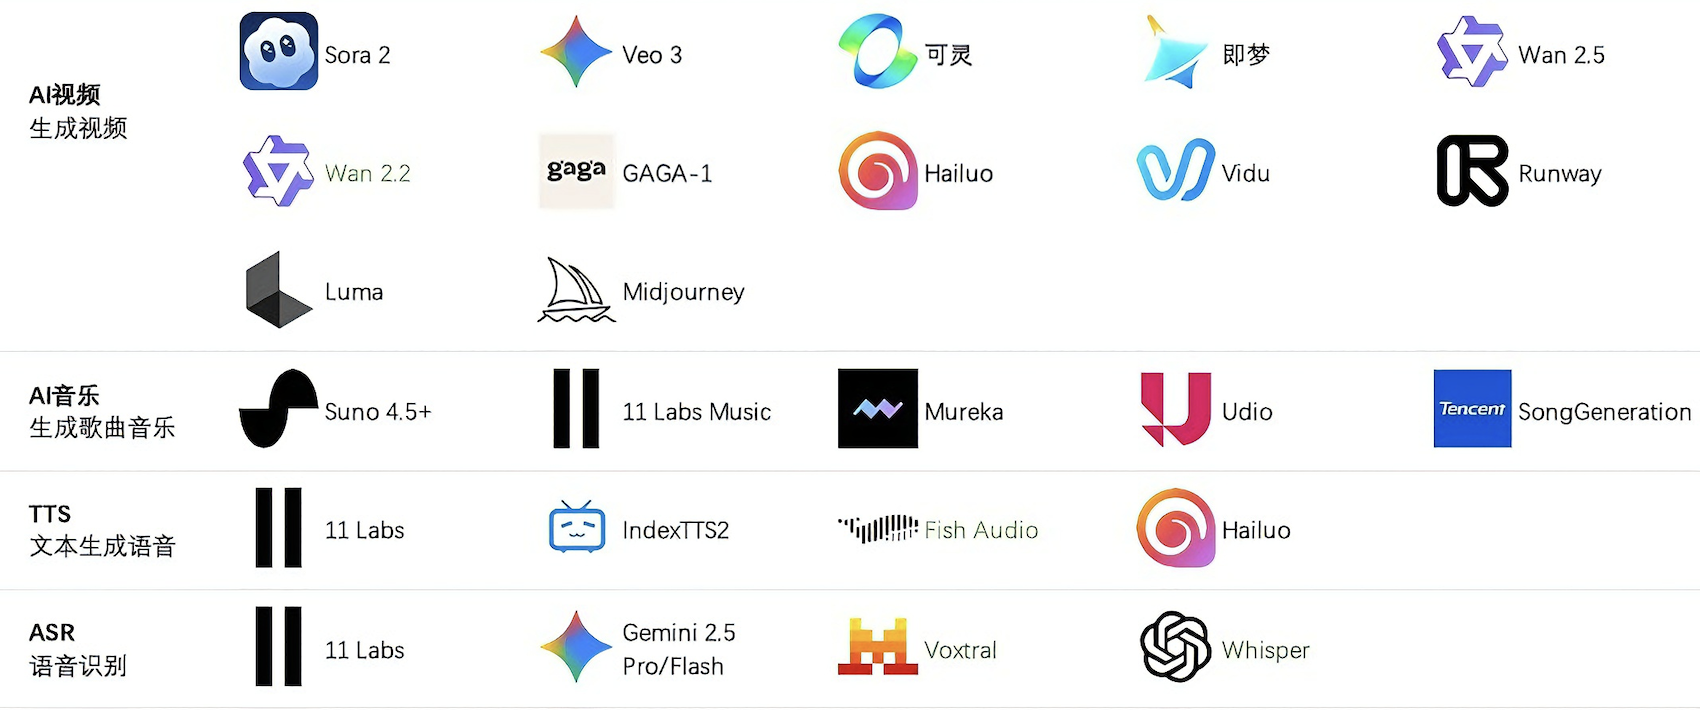 AI视频
生成视频
Sora 2
Veo 3
可灵
即梦
Wan 2.5
Wan 2.2
gaga
GAGA-1
Hailuo
Vidu
Runway
Luma
Midjourney
AI音乐
生成歌曲音乐
Suno 4.5+
11 Labs Music
Mureka
Udio
Tencent
SongGeneration
TTS
文本生成语音
11 Labs
IndexTTS2
Fish Audio
Hailuo
ASR
语音识别
11 Labs
Gemini 2.5
Pro/Flash
Voxtral
Whisper